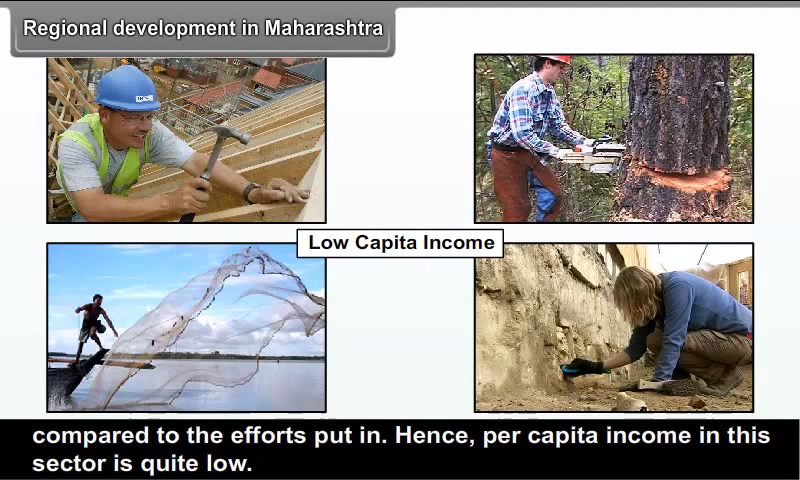 Regional development in Maharashtra
Low Capita Income
compared to the efforts put in. Hence, per capita income in this
sector is quite low.